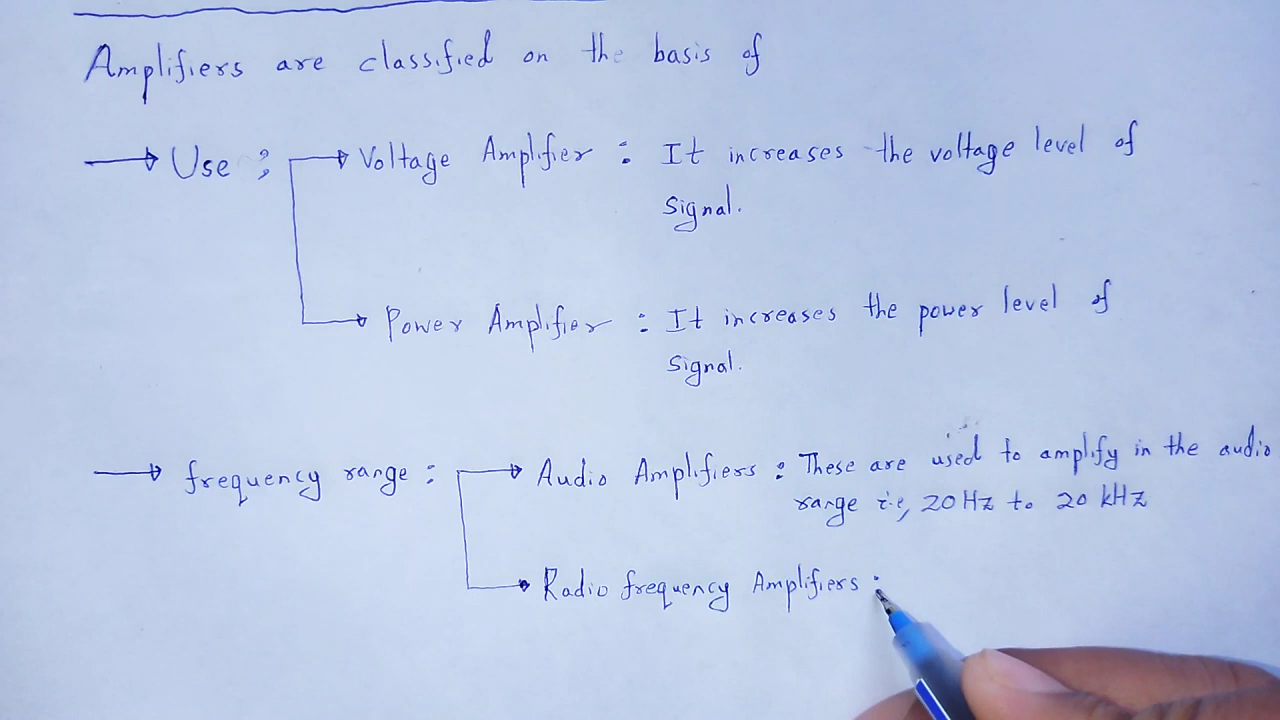 Amplifiers are classified on the basis of
Use : Voltage Amplifier : It increases the voltage level of
signal.
Power Amplifier : It increases the power level of
signal.
frequency range : Audio Amplifiers : These are used to amplify in the audio
range i.e, 20 Hz to 20 kHz
Radio frequency Amplifiers :